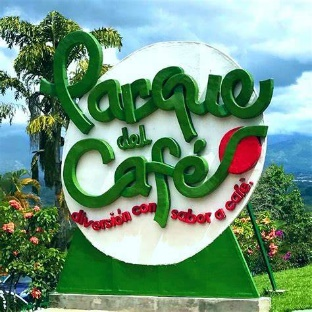 Parque
del
Café
diversión con sabor a café.